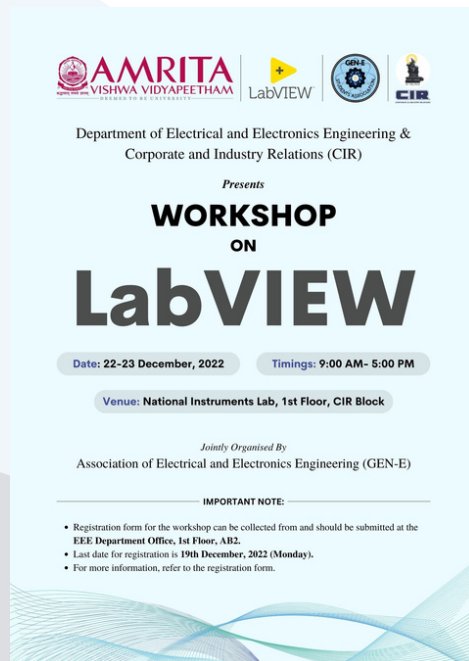 AMRITA
VISHWA VIDYAPEETHAM
DEEMED TO BE UNIVERSITY
LabVIEW
GEN-E
CIR
Department of Electrical and Electronics Engineering &
Corporate and Industry Relations (CIR)
Presents
WORKSHOP
ON
LabVIEW
Date: 22-23 December, 2022
Timings: 9:00 AM- 5:00 PM
Venue: National Instruments Lab, 1st Floor, CIR Block
Jointly Organised By
Association of Electrical and Electronics Engineering (GEN-E)
IMPORTANT NOTE:
• Registration form for the workshop can be collected from and should be submitted at the
EEE Department Office, 1st Floor, AB2.
• Last date for registration is 19th December, 2022 (Monday).
• For more information, refer to the registration form.